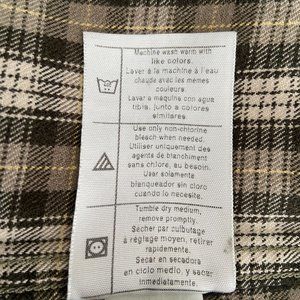 Machine wash warm with
like colors.
Laver à la machine à l'eau
chaude avec les mêmes
couleurs.
Lavar a máquina con agua
tibia, junto a colores
similares.
Use only non-chlorine
bleach when needed.
Utiliser uniquement des
agents de blanchiment
sans chlore, au besoin.
Usar solamente
blanqueador sin cloro
cuando lo necesite.
Tumble dry medium,
remove promptly.
Sécher par culbutage
à réglage moyen, retirer
rapidement.
Secar en secadora
en ciclo medio, y sacar
inmediatamente.